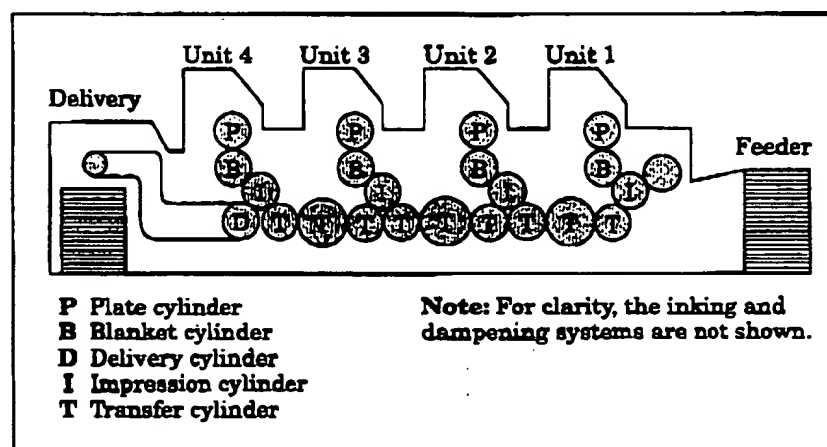 Unit 4 Unit 3 Unit 2 Unit 1
Delivery
Feeder
P P P P
B B B B
I
D T T T T T T
P Plate cylinder
B Blanket cylinder
D Delivery cylinder
I Impression cylinder
T Transfer cylinder
Note: For clarity, the inking and
dampening systems are not shown.